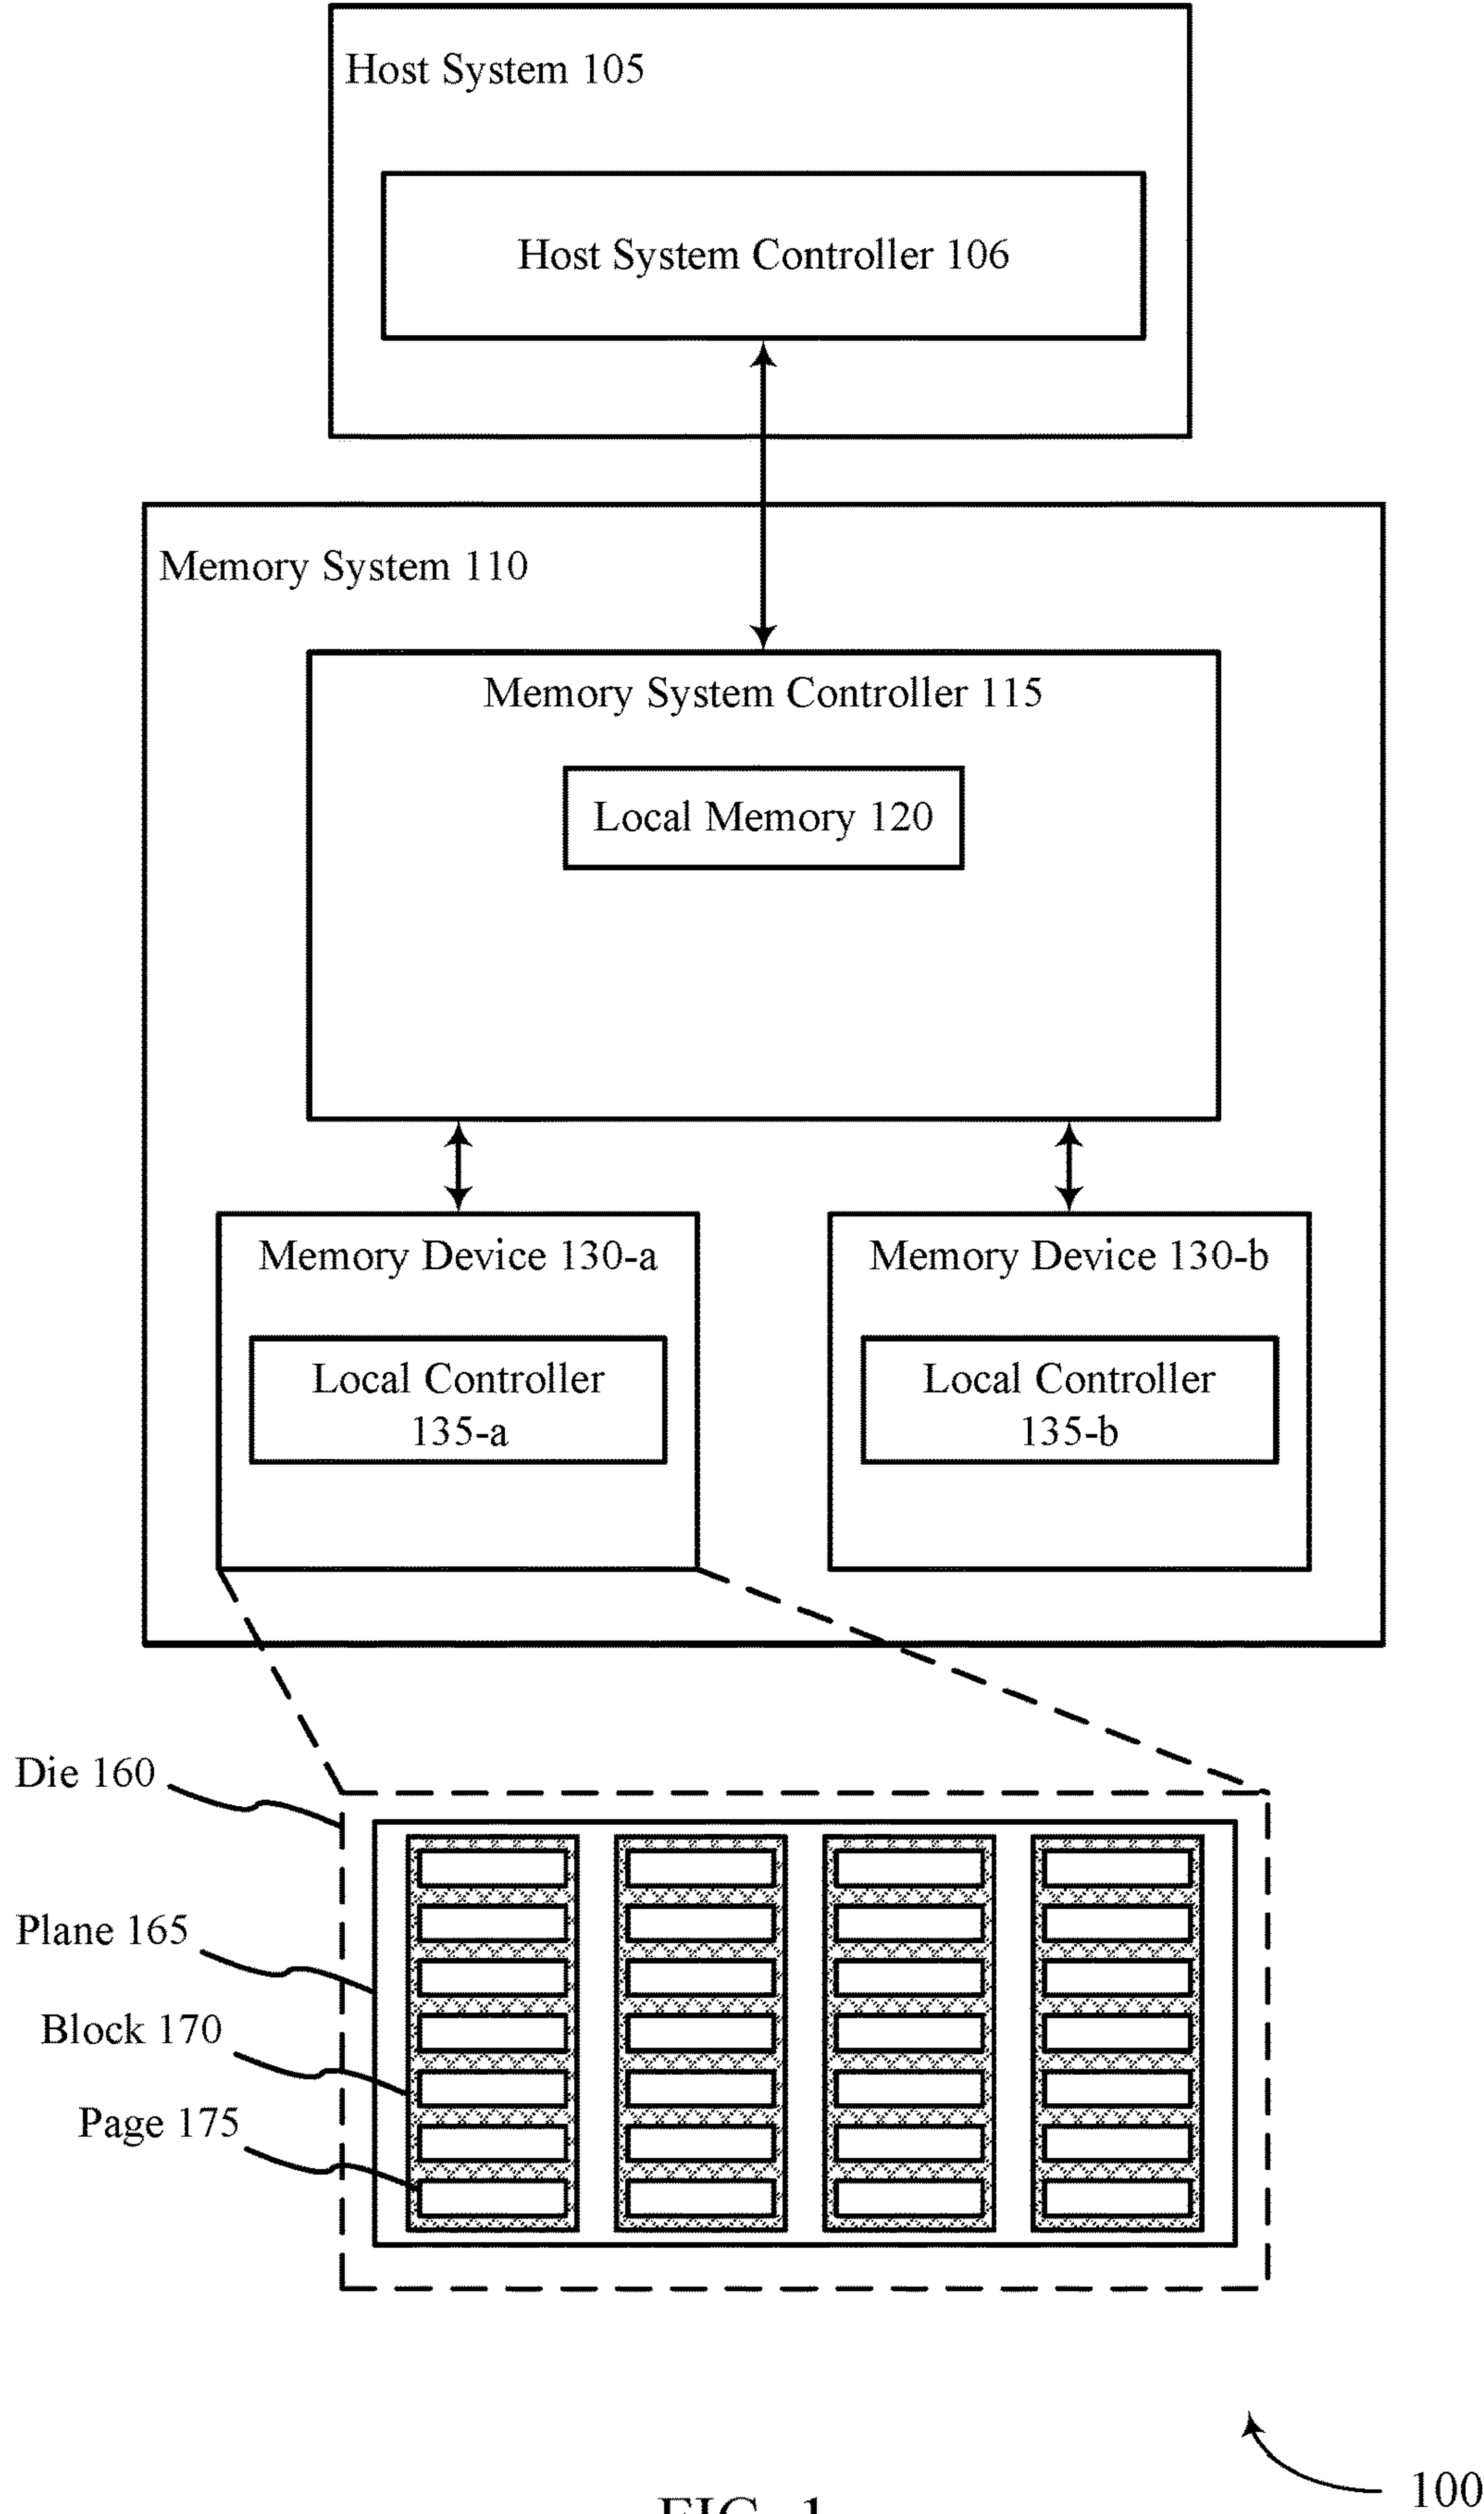 Host System 105
Host System Controller 106
Memory System 110
Memory System Controller 115
Local Memory 120
Memory Device 130-a
Memory Device 130-b
Local Controller
135-a
Local Controller
135-b
Die 160
Plane 165
Block 170
Page 175
100
FIG. 1